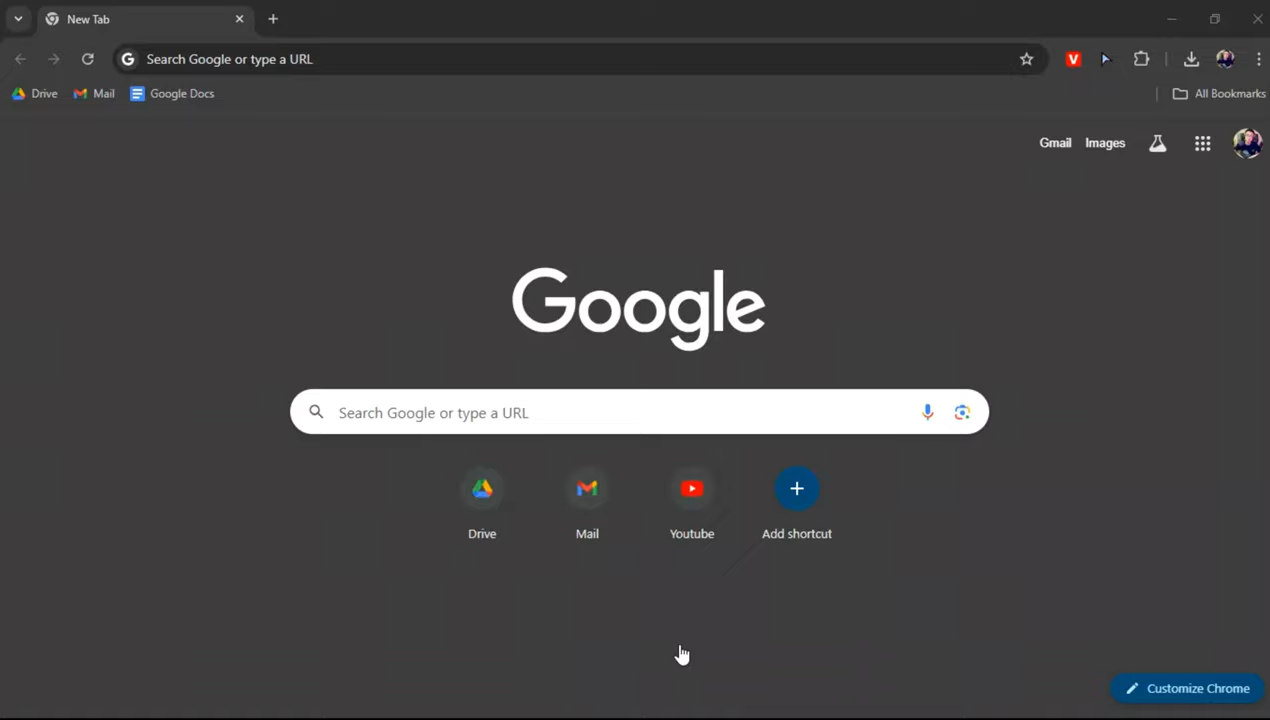 New Tab
Search Google or type a URL
Drive Mail Google Docs All Bookmarks
Gmail Images
Google
Search Google or type a URL
Drive Mail Youtube Add shortcut
Customize Chrome